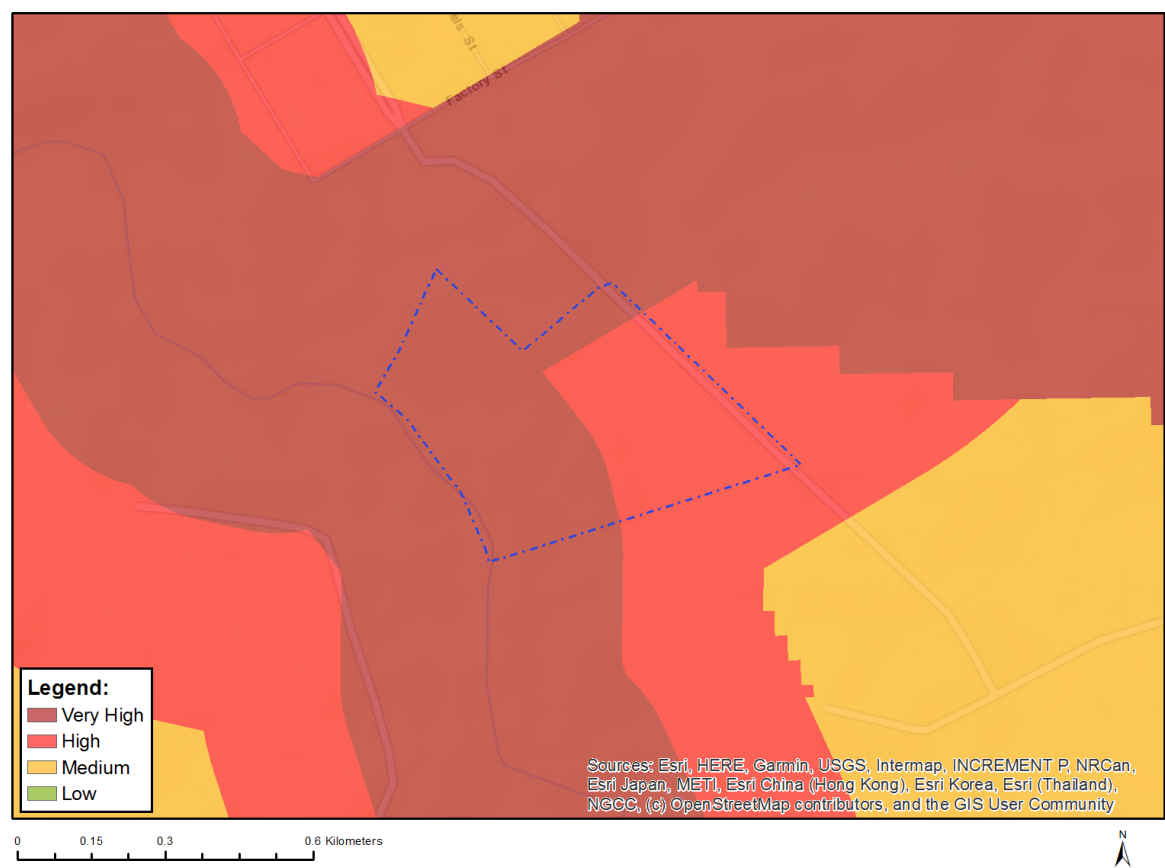 els St
Factory St
Legend:
Very High
High
Medium
Low
Sources: Esri, HERE, Garmin, USGS, Intermap, INCREMENT P, NRCan,
Esri Japan, METI, Esri China (Hong Kong), Esri Korea, Esri (Thailand),
NGCC, (c) OpenStreetMap contributors, and the GIS User Community
0 0.15 0.3 0.6 Kilometers
N